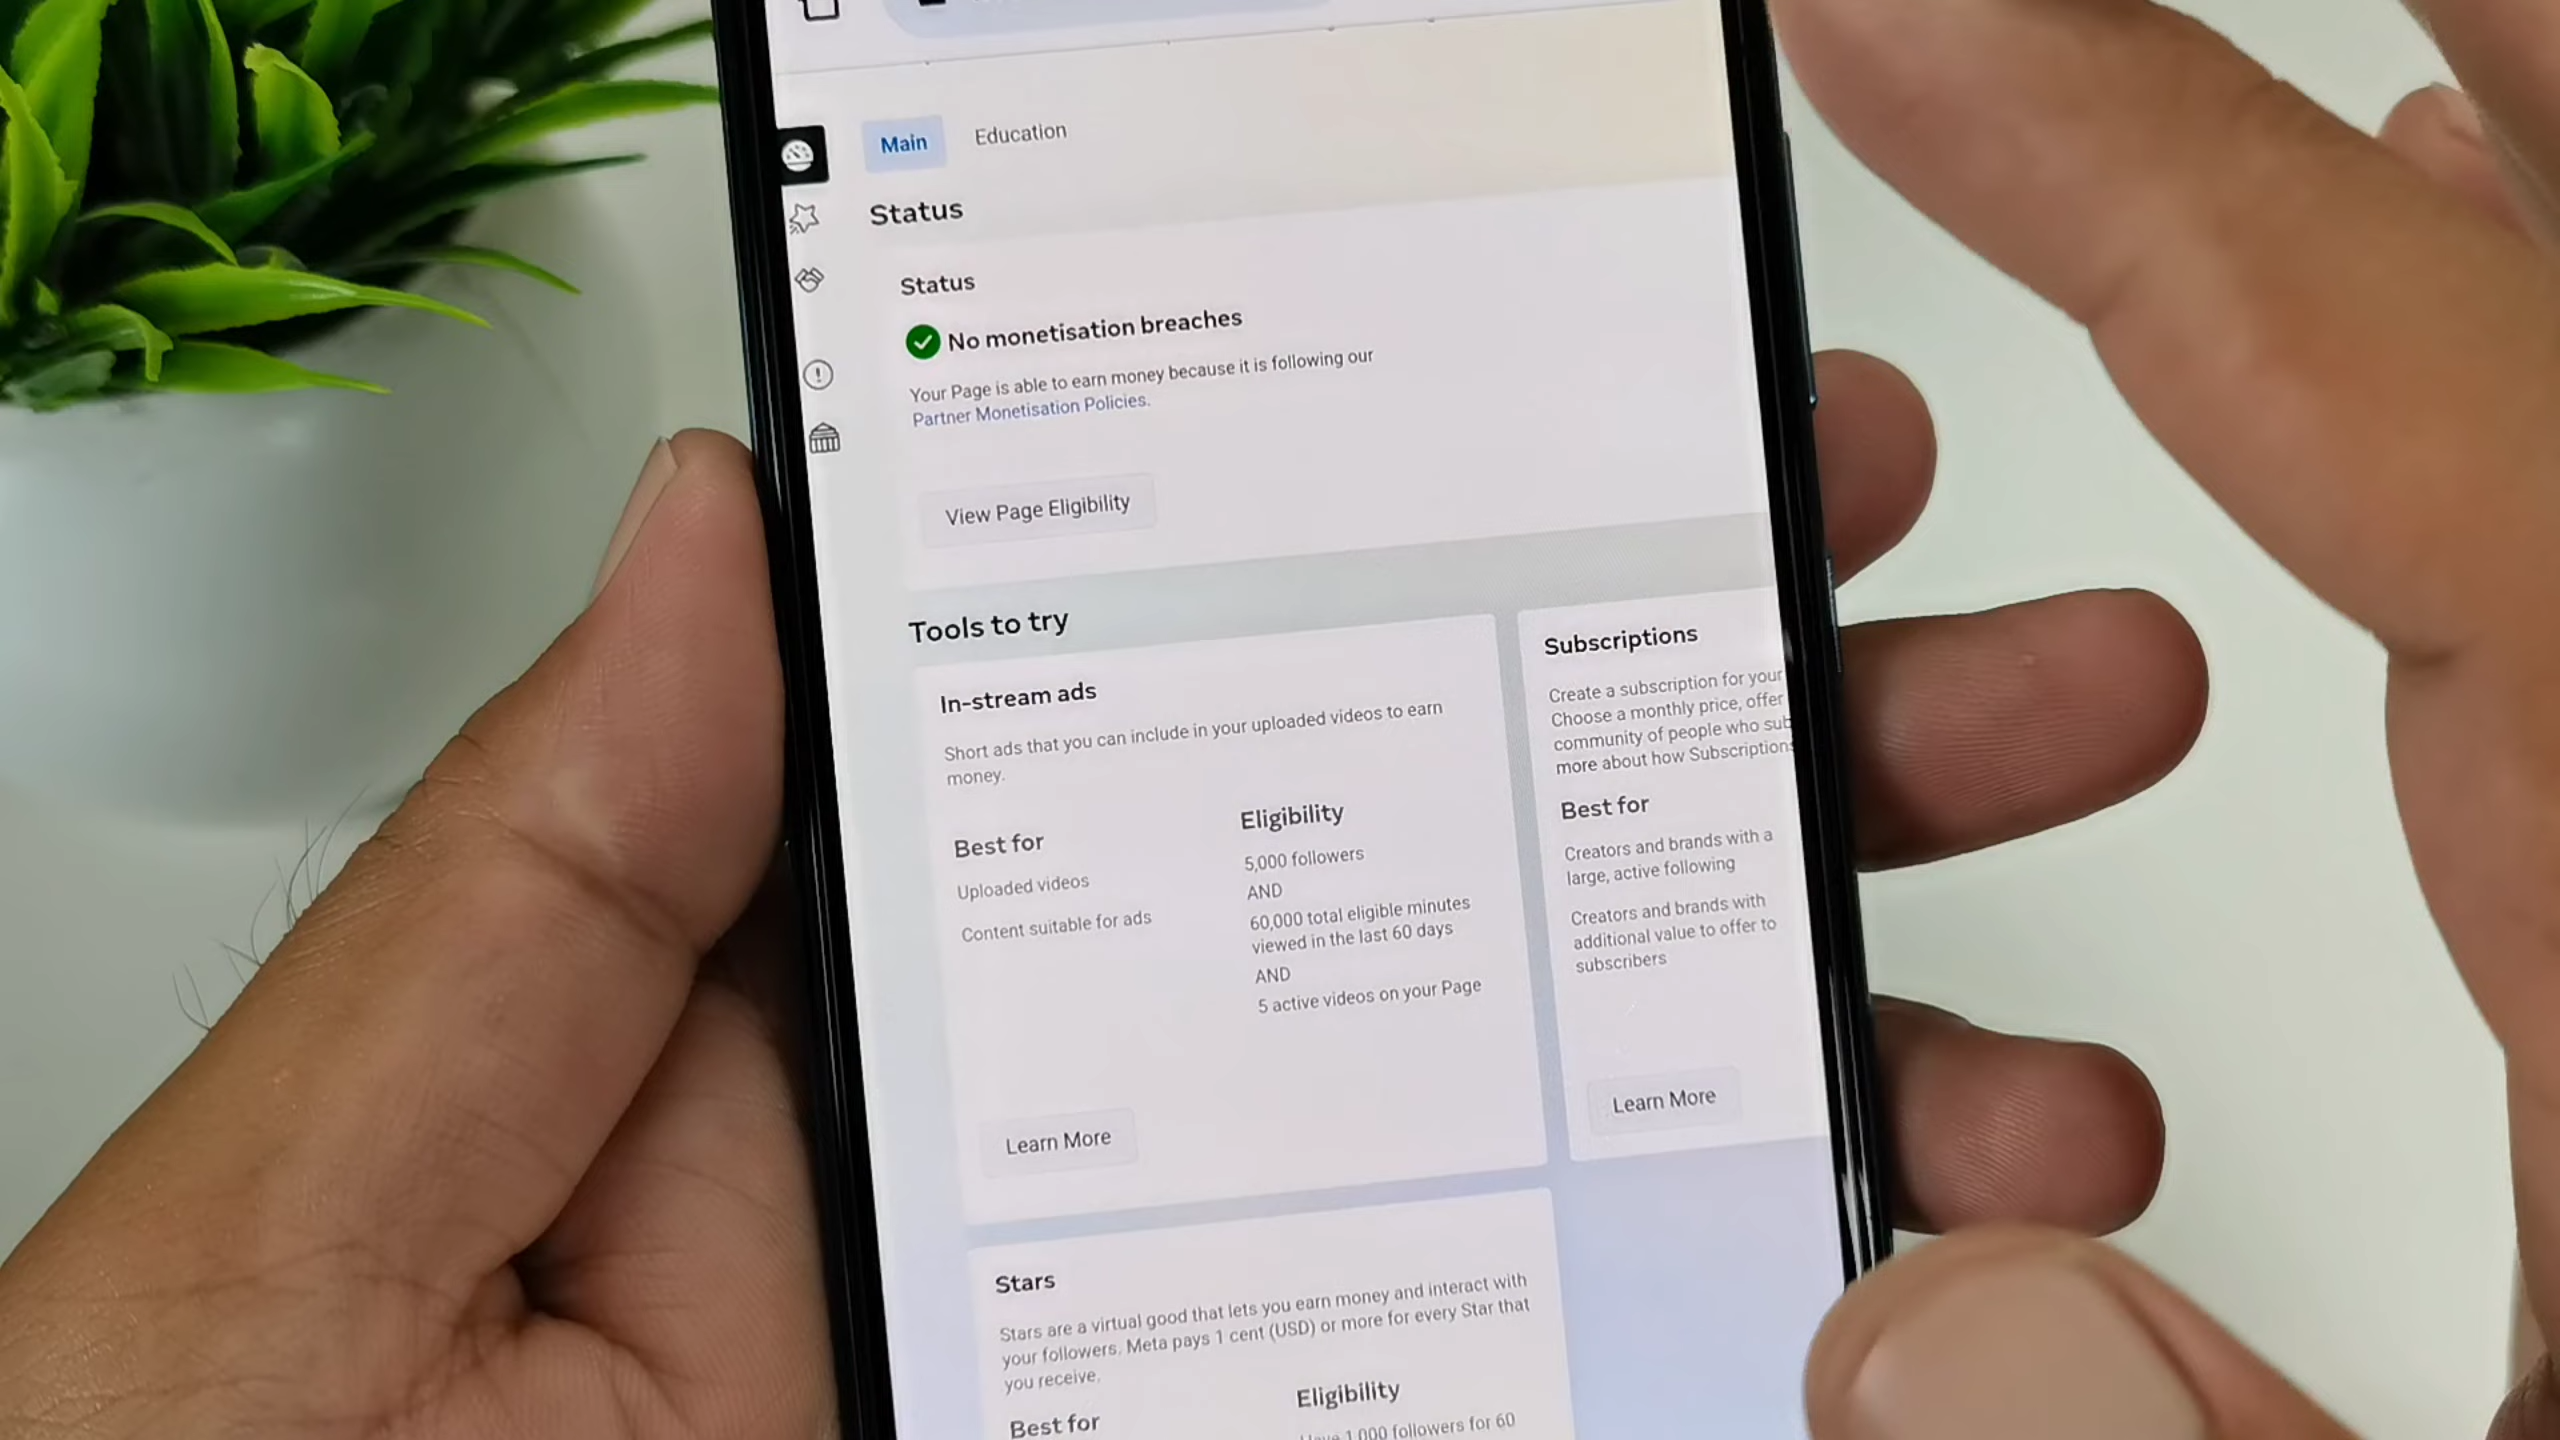 Main
Education
Status
Status
No monetisation breaches
Your Page is able to earn money because it is following our
Partner Monetisation Policies.
View Page Eligibility
Tools to try
In-stream ads
Short ads that you can include in your uploaded videos to earn
money.
Best for
Uploaded videos
Content suitable for ads
Eligibility
5,000 followers
AND
60,000 total eligible minutes
viewed in the last 60 days
AND
5 active videos on your Page
Learn More
Subscriptions
Create a subscription for your
Choose a monthly price, offer
community of people who sub
more about how Subscriptions
Best for
Creators and brands with a
large, active following
Creators and brands with
additional value to offer to
subscribers
Learn More
Stars
Stars are a virtual good that lets you earn money and interact with
your followers. Meta pays 1 cent (USD) or more for every Star that
you receive.
Best for
Eligibility
1,000 followers for 60